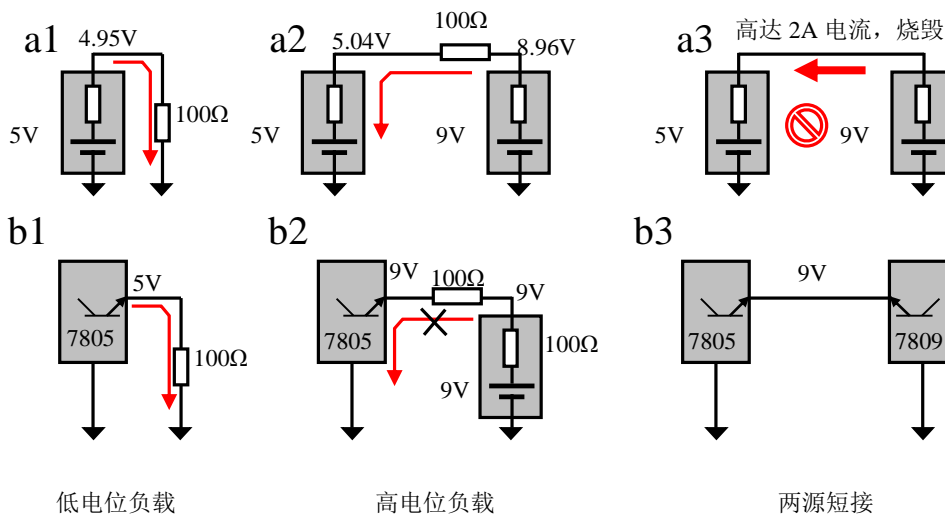 a1
4.95V
5V
100Ω
a2
100Ω
5.04V
8.96V
5V
9V
a3
高达 2A 电流，烧毁
5V
9V
b1
5V
7805
100Ω
b2
9V
100Ω
9V
7805
100Ω
9V
b3
9V
7805
7809
低电位负载
高电位负载
两源短接